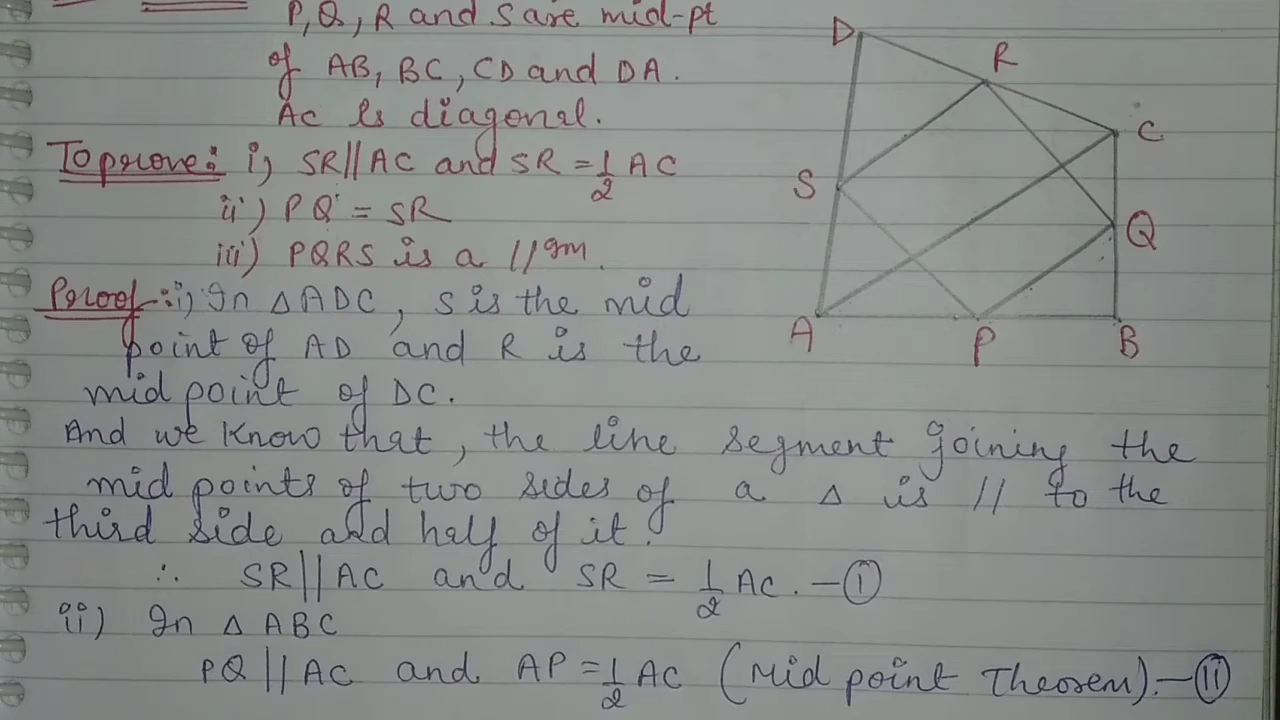 P, Q, R and S are mid-pt
of AB, BC, CD and DA.
AC is diagonal.
To prove: i) SR || AC and SR = 1/2 AC
ii) PQ = SR
iii) PQRS is a ||gm.
Proof: i) In △ADC, S is the mid
point of AD and R is the
mid point of DC.
And we know that, the line segment joining the
mid points of two sides of a △ is // to the
third side and half of it.
∴ SR || AC and SR = 1/2 AC. — ①
ii) In △ ABC
PQ || AC and AP = 1/2 AC (Mid point Theorem). — ⑪
D
R
C
S
Q
A
P
B